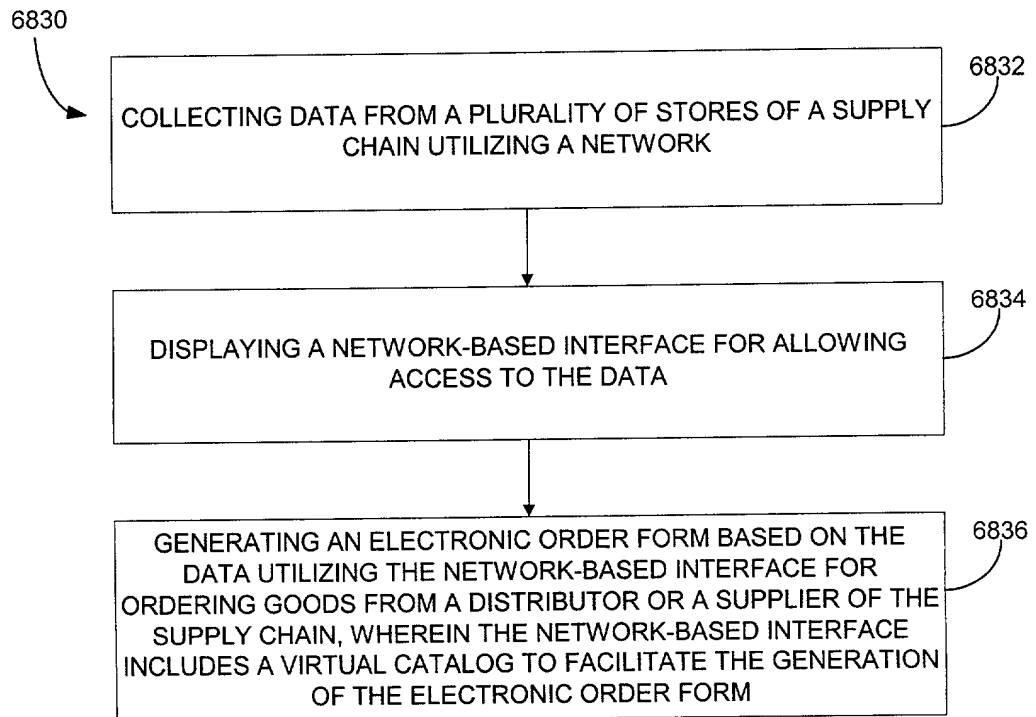 6830
6832
COLLECTING DATA FROM A PLURALITY OF STORES OF A SUPPLY
CHAIN UTILIZING A NETWORK
6834
DISPLAYING A NETWORK-BASED INTERFACE FOR ALLOWING
ACCESS TO THE DATA
6836
GENERATING AN ELECTRONIC ORDER FORM BASED ON THE
DATA UTILIZING THE NETWORK-BASED INTERFACE FOR
ORDERING GOODS FROM A DISTRIBUTOR OR A SUPPLIER OF THE
SUPPLY CHAIN, WHEREIN THE NETWORK-BASED INTERFACE
INCLUDES A VIRTUAL CATALOG TO FACILITATE THE GENERATION
OF THE ELECTRONIC ORDER FORM